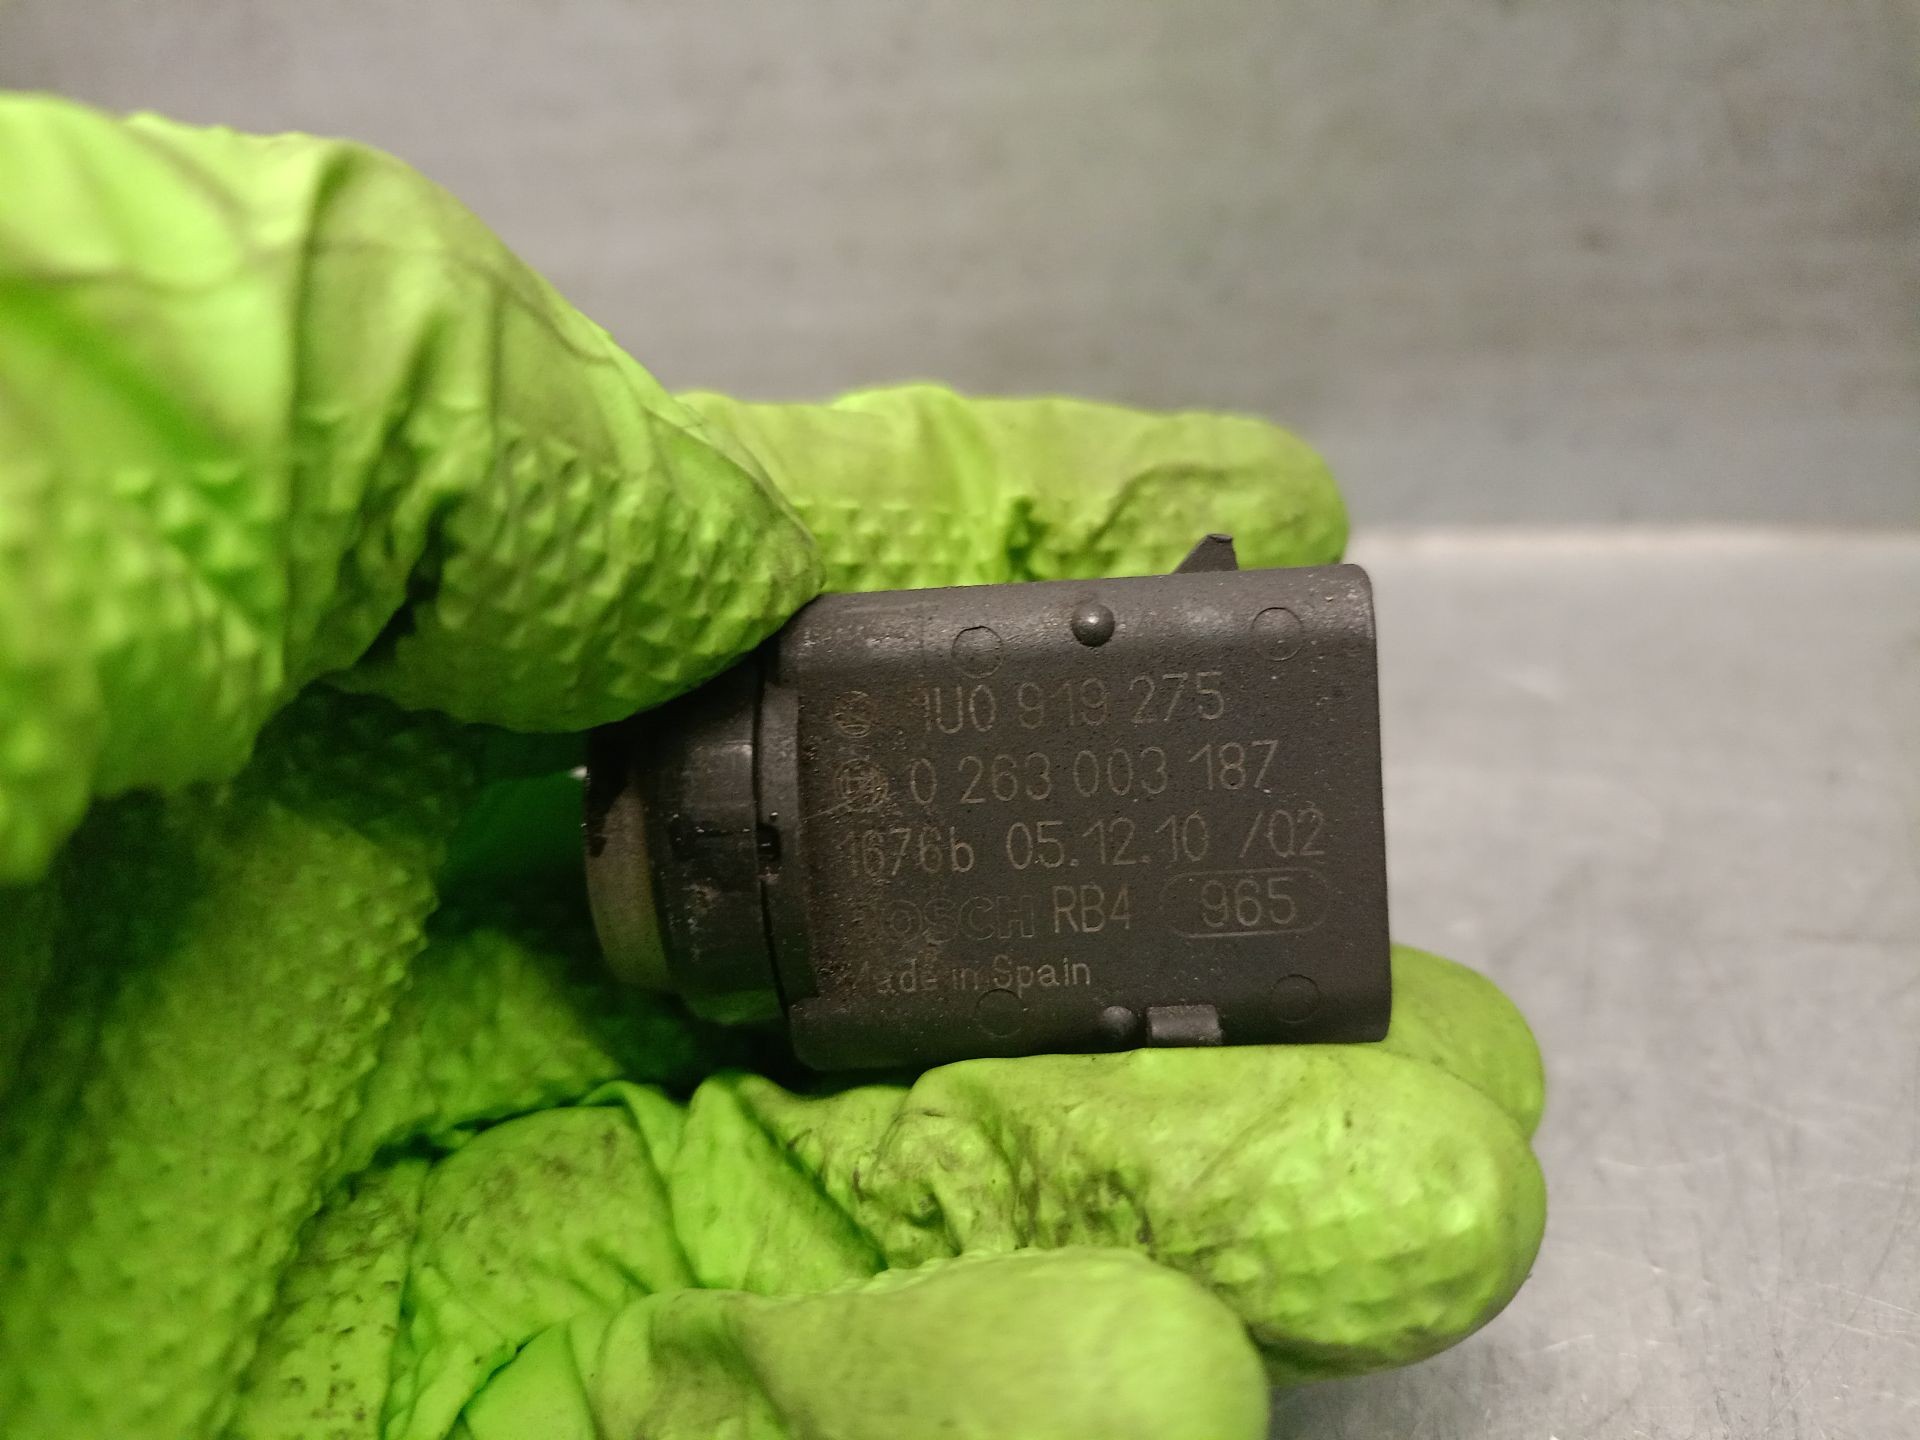 1U0 919 275
0 263 003 187
1676b 05.12.10 /02
BOSCH RB4 965
Made in Spain